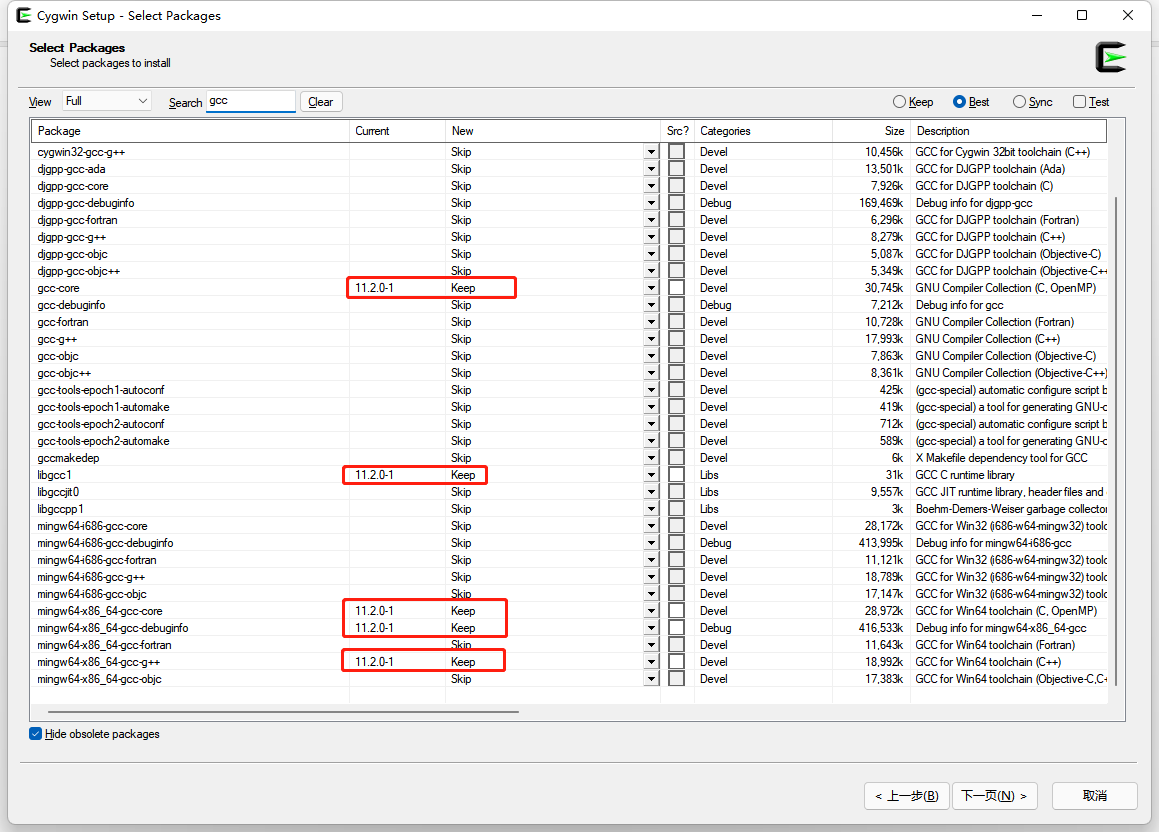 Cygwin Setup - Select Packages
Select Packages
Select packages to install
View Full Search gcc Clear Keep Best Sync Test
Package Current New Src? Categories Size Description
cygwin32-gcc-g++ Skip Devel 10,456k GCC for Cygwin 32bit toolchain (C++)
djgpp-gcc-ada Skip Devel 13,501k GCC for DJGPP toolchain (Ada)
djgpp-gcc-core Skip Devel 7,926k GCC for DJGPP toolchain (C)
djgpp-gcc-debuginfo Skip Debug 169,469k Debug info for djgpp-gcc
djgpp-gcc-fortran Skip Devel 6,296k GCC for DJGPP toolchain (Fortran)
djgpp-gcc-g++ Skip Devel 8,279k GCC for DJGPP toolchain (C++)
djgpp-gcc-objc Skip Devel 5,087k GCC for DJGPP toolchain (Objective-C)
djgpp-gcc-objc++ Skip Devel 5,349k GCC for DJGPP toolchain (Objective-C++
gcc-core 11.2.0-1 Keep Devel 30,745k GNU Compiler Collection (C, OpenMP)
gcc-debuginfo Skip Debug 7,212k Debug info for gcc
gcc-fortran Skip Devel 10,728k GNU Compiler Collection (Fortran)
gcc-g++ Skip Devel 17,993k GNU Compiler Collection (C++)
gcc-objc Skip Devel 7,863k GNU Compiler Collection (Objective-C)
gcc-objc++ Skip Devel 8,361k GNU Compiler Collection (Objective-C++)
gcc-tools-epoch1-autoconf Skip Devel 425k (gcc-special) automatic configure script b
gcc-tools-epoch1-automake Skip Devel 419k (gcc-special) a tool for generating GNU-c
gcc-tools-epoch2-autoconf Skip Devel 712k (gcc-special) automatic configure script b
gcc-tools-epoch2-automake Skip Devel 589k (gcc-special) a tool for generating GNU-c
gccmakedep Skip Devel 6k X Makefile dependency tool for GCC
libgcc1 11.2.0-1 Keep Libs 31k GCC C runtime library
libgccjit0 Skip Libs 9,557k GCC JIT runtime library, header files and
libgccpp1 Skip Libs 3k Boehm-Demers-Weiser garbage collector
mingw64-i686-gcc-core Skip Devel 28,172k GCC for Win32 (i686-w64-mingw32) toolc
mingw64-i686-gcc-debuginfo Skip Debug 413,995k Debug info for mingw64-i686-gcc
mingw64-i686-gcc-fortran Skip Devel 11,121k GCC for Win32 (i686-w64-mingw32) toolc
mingw64-i686-gcc-g++ Skip Devel 18,789k GCC for Win32 (i686-w64-mingw32) toolc
mingw64-i686-gcc-objc Skip Devel 17,147k GCC for Win32 (i686-w64-mingw32) toolc
mingw64-x86_64-gcc-core 11.2.0-1 Keep Devel 28,972k GCC for Win64 toolchain (C, OpenMP)
mingw64-x86_64-gcc-debuginfo 11.2.0-1 Keep Debug 416,533k Debug info for mingw64-x86_64-gcc
mingw64-x86_64-gcc-fortran Skip Devel 11,643k GCC for Win64 toolchain (Fortran)
mingw64-x86_64-gcc-g++ 11.2.0-1 Keep Devel 18,992k GCC for Win64 toolchain (C++)
mingw64-x86_64-gcc-objc Skip Devel 17,383k GCC for Win64 toolchain (Objective-C,C+
Hide obsolete packages
< 上一步(B) 下一页(N) > 取消